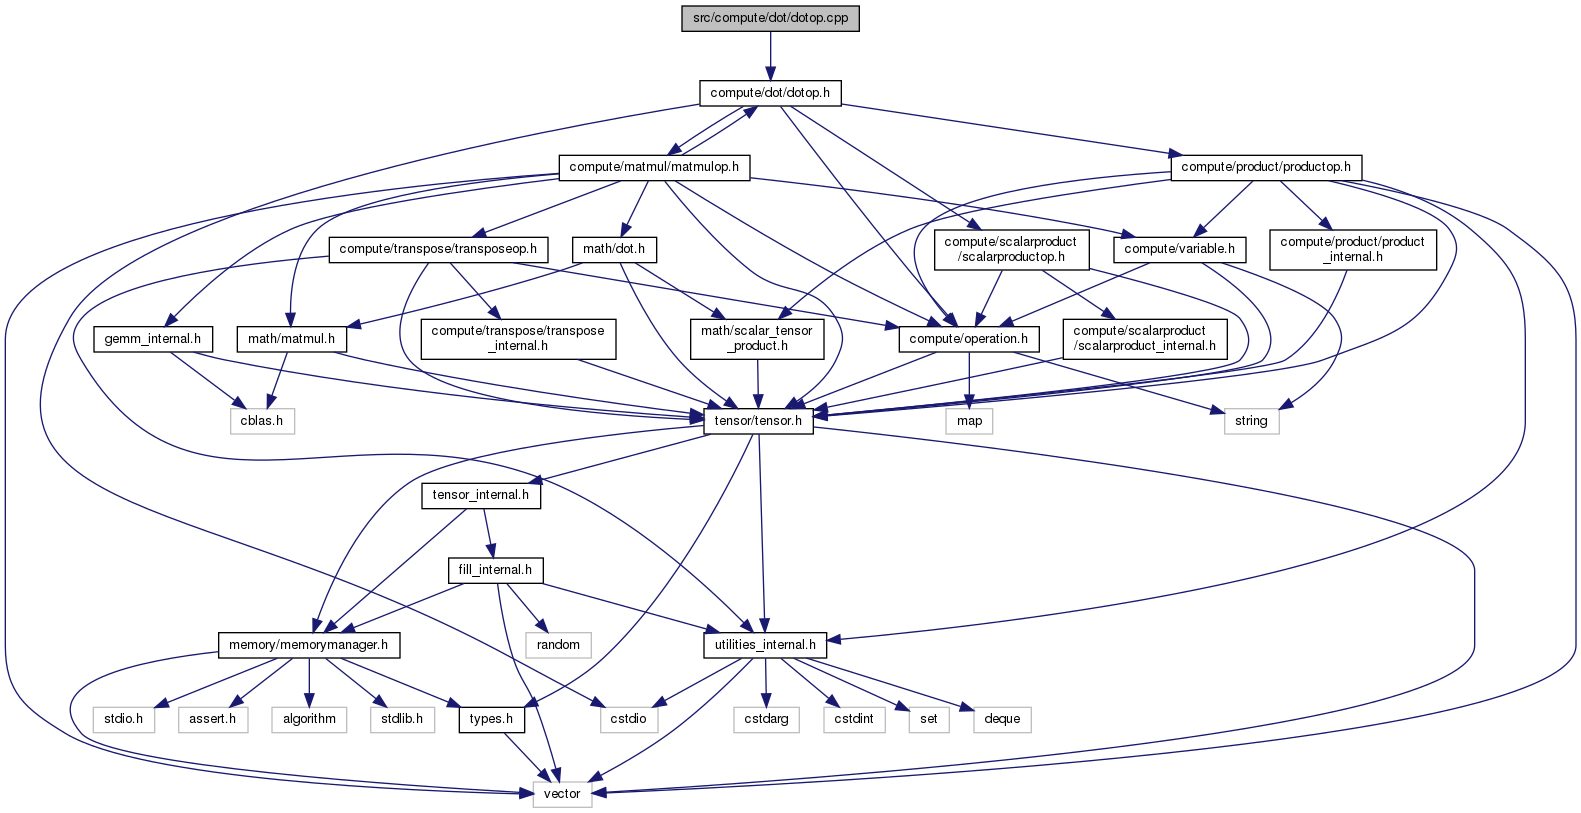 src/compute/dot/dotop.cpp
compute/dot/dotop.h
compute/matmul/matmulop.h
compute/product/productop.h
compute/transpose/transposeop.h
math/dot.h
compute/scalarproduct
/scalarproductop.h
compute/variable.h
compute/product/product
_internal.h
gemm_internal.h
math/matmul.h
compute/transpose/transpose
_internal.h
math/scalar_tensor
_product.h
compute/operation.h
compute/scalarproduct
/scalarproduct_internal.h
cblas.h
tensor/tensor.h
map
string
tensor_internal.h
fill_internal.h
memory/memorymanager.h
random
utilities_internal.h
stdio.h
assert.h
algorithm
stdlib.h
types.h
cstdio
cstdarg
cstdint
set
deque
vector